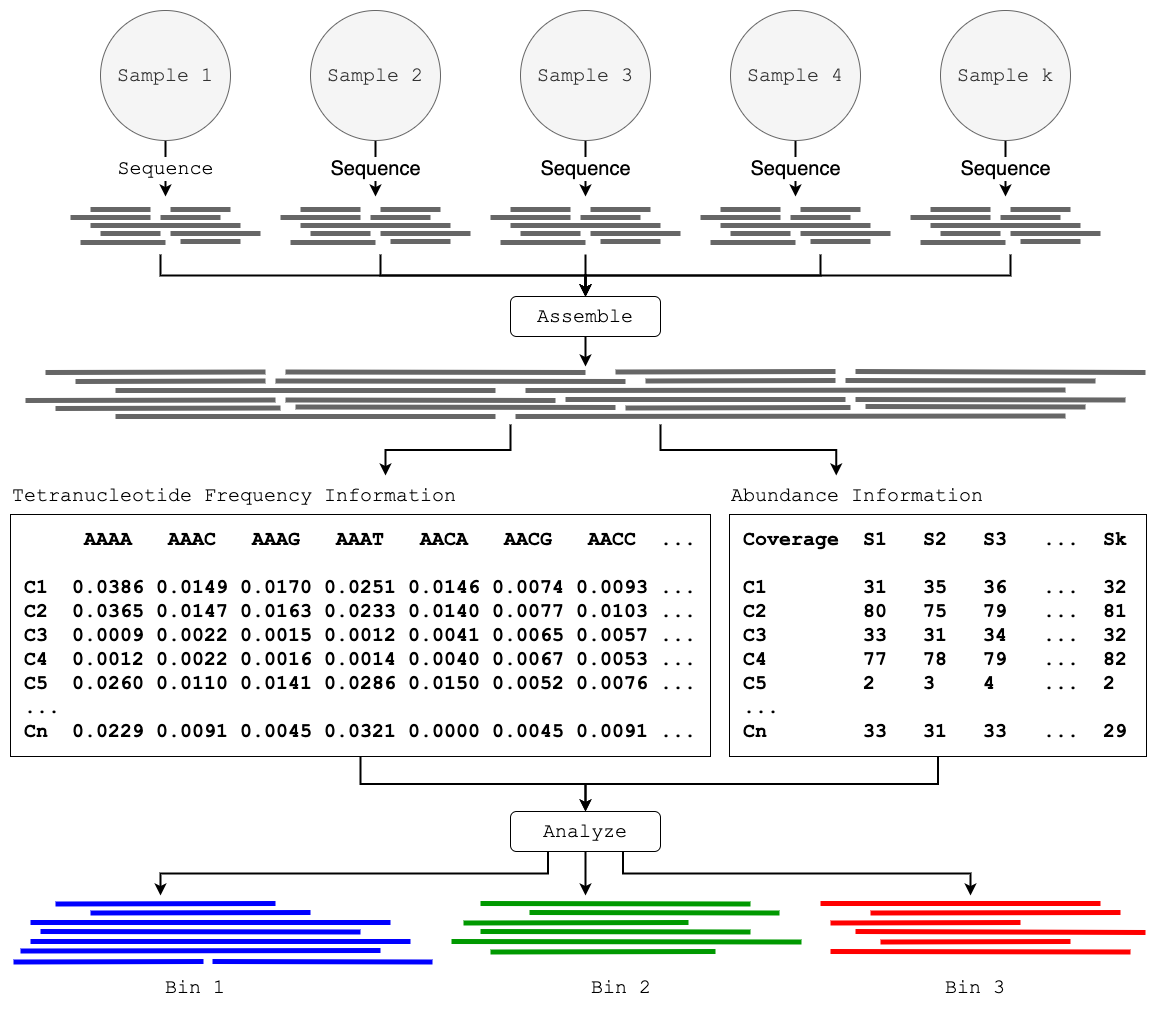 Sample 1
Sample 2
Sample 3
Sample 4
Sample k
Sequence
Sequence
Sequence
Sequence
Sequence
Assemble
Tetranucleotide Frequency Information
AAAA AAAC AAAG AAAT AACA AACG AACC ...
C1 0.0386 0.0149 0.0170 0.0251 0.0146 0.0074 0.0093 ...
C2 0.0365 0.0147 0.0163 0.0233 0.0140 0.0077 0.0103 ...
C3 0.0009 0.0022 0.0015 0.0012 0.0041 0.0065 0.0057 ...
C4 0.0012 0.0022 0.0016 0.0014 0.0040 0.0067 0.0053 ...
C5 0.0260 0.0110 0.0141 0.0286 0.0150 0.0052 0.0076 ...
...
Cn 0.0229 0.0091 0.0045 0.0321 0.0000 0.0045 0.0091 ...
Abundance Information
Coverage S1 S2 S3 ... Sk
C1 31 35 36 ... 32
C2 80 75 79 ... 81
C3 33 31 34 ... 32
C4 77 78 79 ... 82
C5 2 3 4 ... 2
...
Cn 33 31 33 ... 29
Analyze
Bin 1
Bin 2
Bin 3